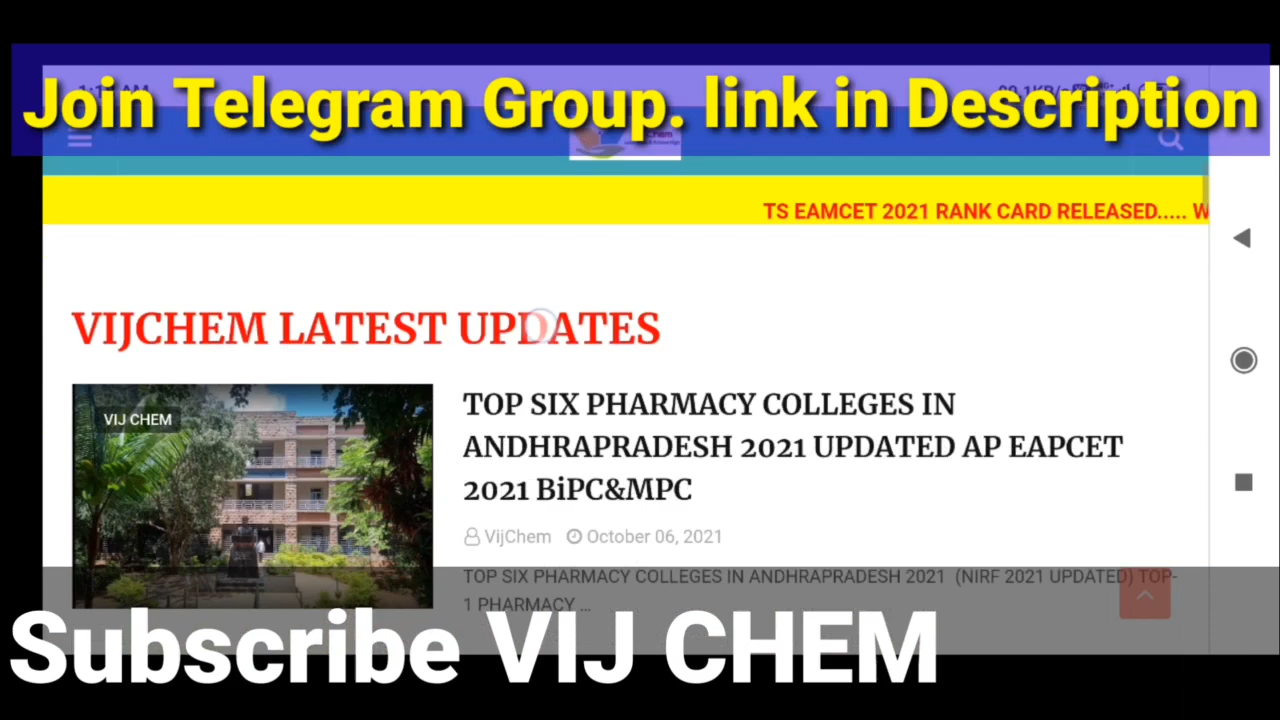 Join Telegram Group. link in Description
TS EAMCET 2021 RANK CARD RELEASED..... W
VIJCHEM LATEST UPDATES
VIJ CHEM
TOP SIX PHARMACY COLLEGES IN
ANDHRAPRADESH 2021 UPDATED AP EAPCET
2021 BiPC&MPC
VijChem October 06, 2021
TOP SIX PHARMACY COLLEGES IN ANDHRAPRADESH 2021 (NIRF 2021 UPDATED) TOP-
1 PHARMACY ...
Subscribe VIJ CHEM